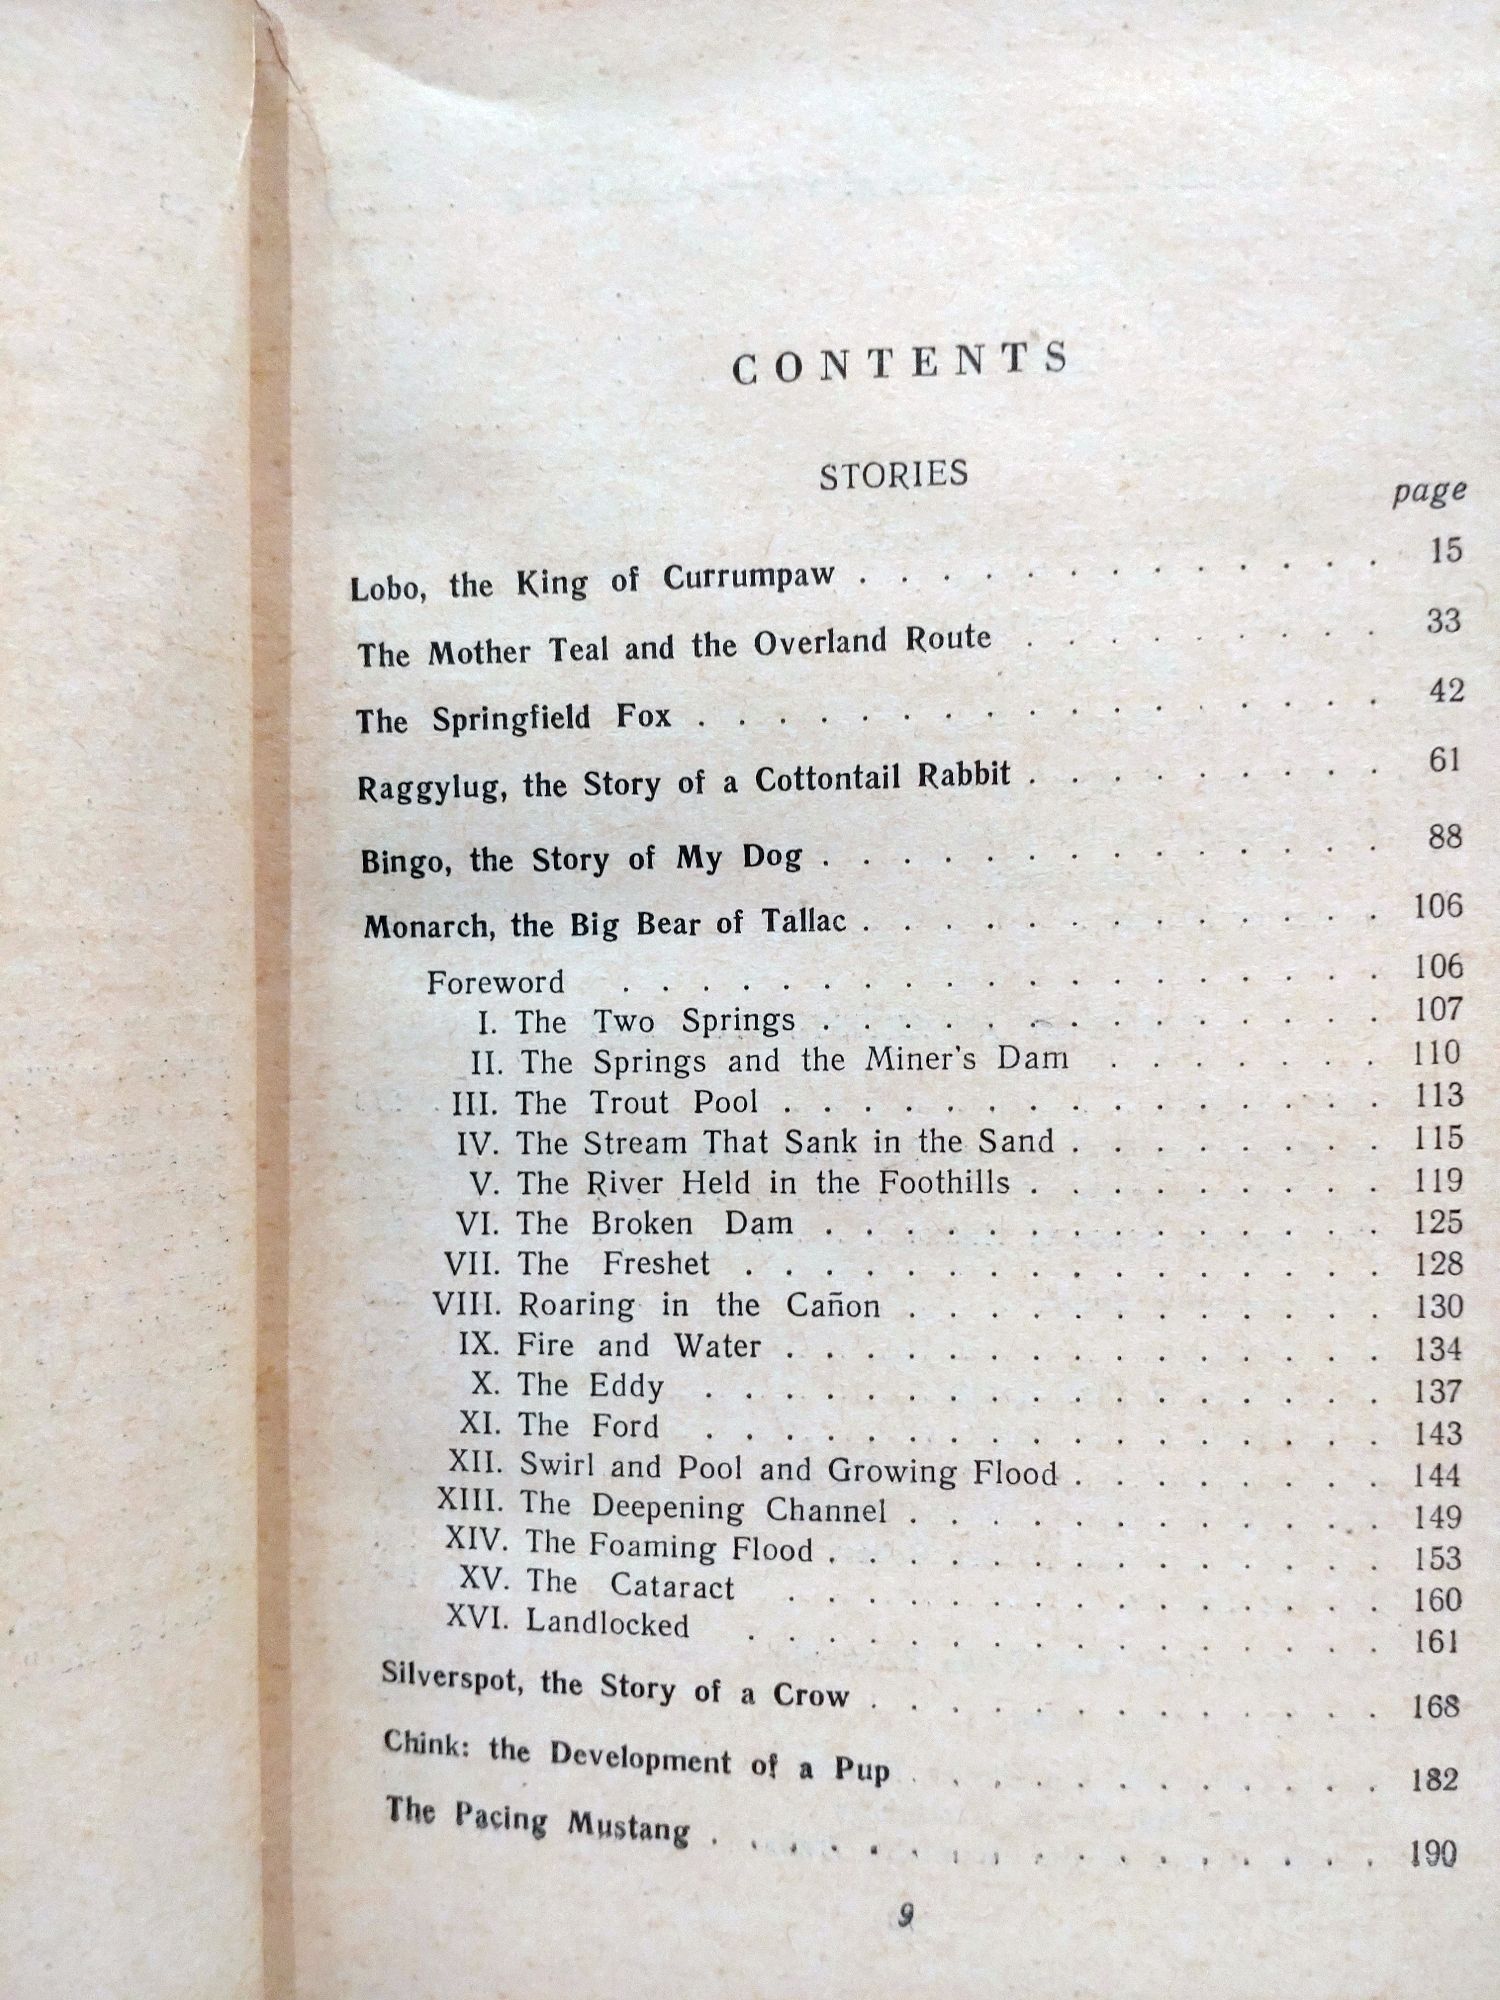 CONTENTS
STORIES
page
Lobo, the King of Currumpaw . . . . . . . . . . . . . 15
The Mother Teal and the Overland Route . . . . . . . . . 33
The Springfield Fox . . . . . . . . . . . . . . . . . 42
Raggylug, the Story of a Cottontail Rabbit . . . . . . . . . 61
Bingo, the Story of My Dog . . . . . . . . . . . . . . 88
Monarch, the Big Bear of Tallac . . . . . . . . . . . . . 106
Foreword . . . . . . . . . . . . . . . . . . . 106
I. The Two Springs . . . . . . . . . . . . . . 107
II. The Springs and the Miner's Dam . . . . . . . 110
III. The Trout Pool . . . . . . . . . . . . . . . 113
IV. The Stream That Sank in the Sand . . . . . . . . 115
V. The River Held in the Foothills . . . . . . . . . 119
VI. The Broken Dam . . . . . . . . . . . . . . 125
VII. The Freshet . . . . . . . . . . . . . . . . 128
VIII. Roaring in the Cañon . . . . . . . . . . . . 130
IX. Fire and Water . . . . . . . . . . . . . . . 134
X. The Eddy . . . . . . . . . . . . . . . . . 137
XI. The Ford . . . . . . . . . . . . . . . . . 143
XII. Swirl and Pool and Growing Flood . . . . . . . . 144
XIII. The Deepening Channel . . . . . . . . . . . . 149
XIV. The Foaming Flood . . . . . . . . . . . . . . 153
XV. The Cataract . . . . . . . . . . . . . . . 160
XVI. Landlocked . . . . . . . . . . . . . . . . 161
Silverspot, the Story of a Crow . . . . . . . . . . . . . 168
Chink: the Development of a Pup . . . . . . . . . . . . 182
The Pacing Mustang . . . . . . . . . . . . . . . . . 190
9